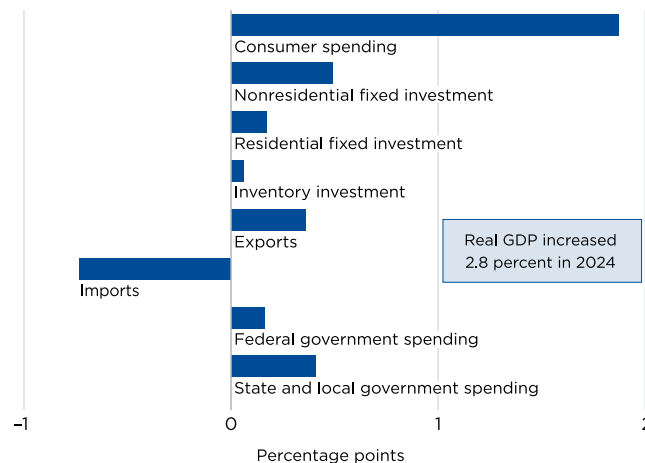 Consumer spending
Nonresidential fixed investment
Residential fixed investment
Inventory investment
Exports
Real GDP increased
2.8 percent in 2024
Imports
Federal government spending
State and local government spending
−1 0 1 2
Percentage points